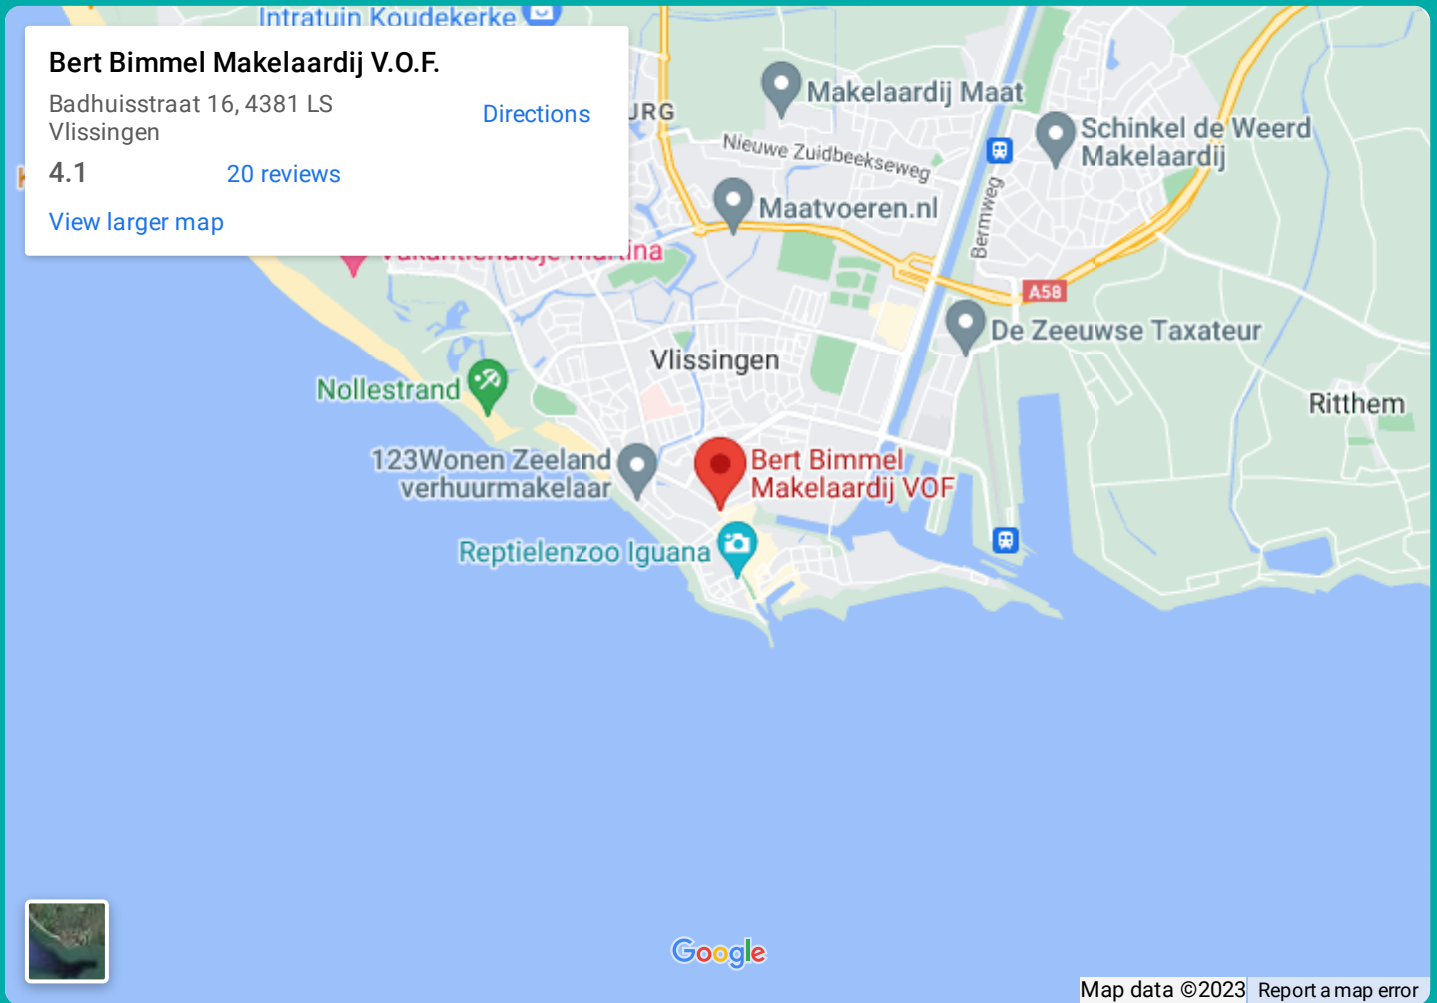 Intratuin Koudekerke
Bert Bimmel Makelaardij V.O.F.
Badhuisstraat 16, 4381 LS
Vlissingen
Directions
4.1
20 reviews
View larger map
Makelaardij Maat
Schinkel de Weerd
Makelaardij
Nieuwe Zuidbeekseweg
Maatvoeren.nl
Bermweg
A58
De Zeeuwse Taxateur
Vlissingen
Nollestrand
Ritthem
123Wonen Zeeland
verhuurmakelaar
Bert Bimmel
Makelaardij VOF
Reptielenzoo Iguana
Google
Map data ©2023
Report a map error